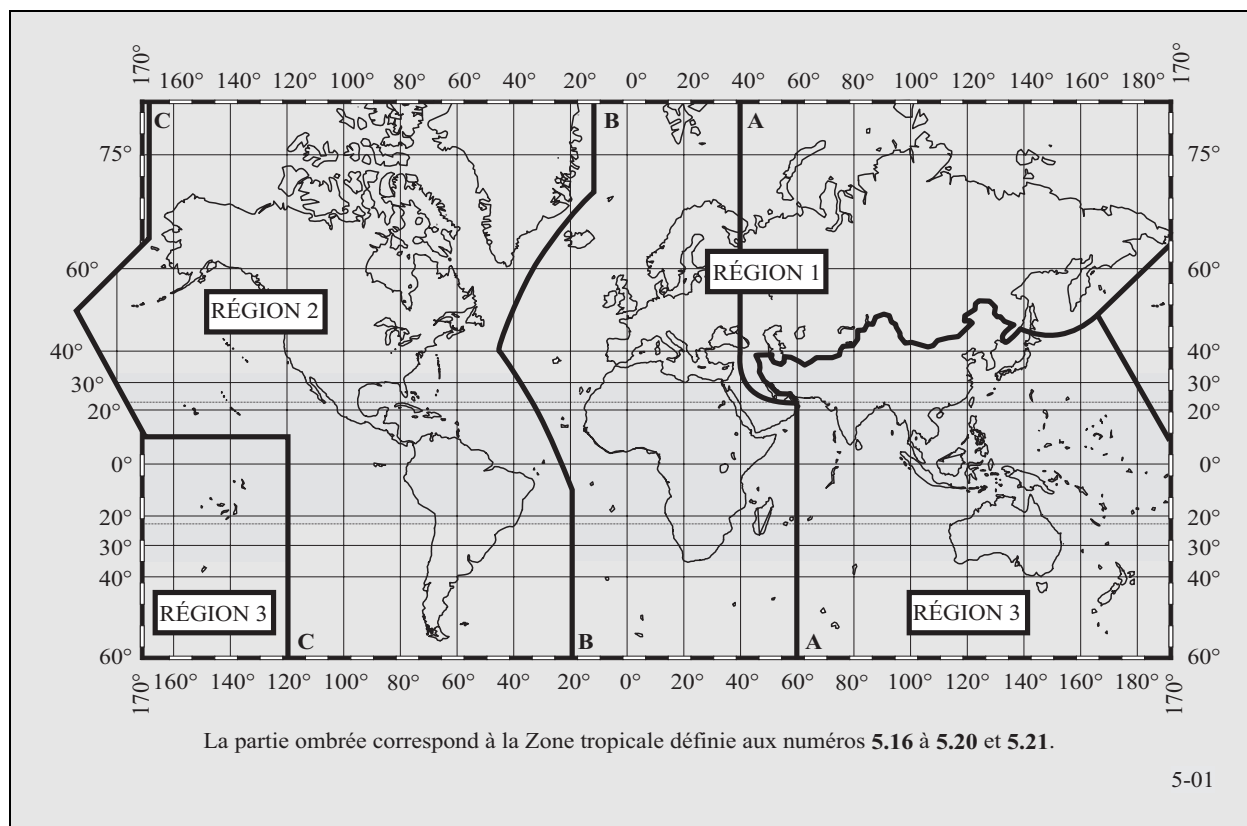 170° 160° 140° 120° 100° 80° 60° 40° 20° 0° 20° 40° 60° 80° 100° 120° 140° 160° 180° 170°
C B A
75° 75°
60° 60°
RÉGION 1
RÉGION 2
40° 40°
30° 30°
20° 20°
0° 0°
20° 20°
30° 30°
40° 40°
RÉGION 3 RÉGION 3
C B A
60° 60°
170° 160° 140° 120° 100° 80° 60° 40° 20° 0° 20° 40° 60° 80° 100° 120° 140° 160° 180° 170°
La partie ombrée correspond à la Zone tropicale définie aux numéros 5.16 à 5.20 et 5.21.
5-01